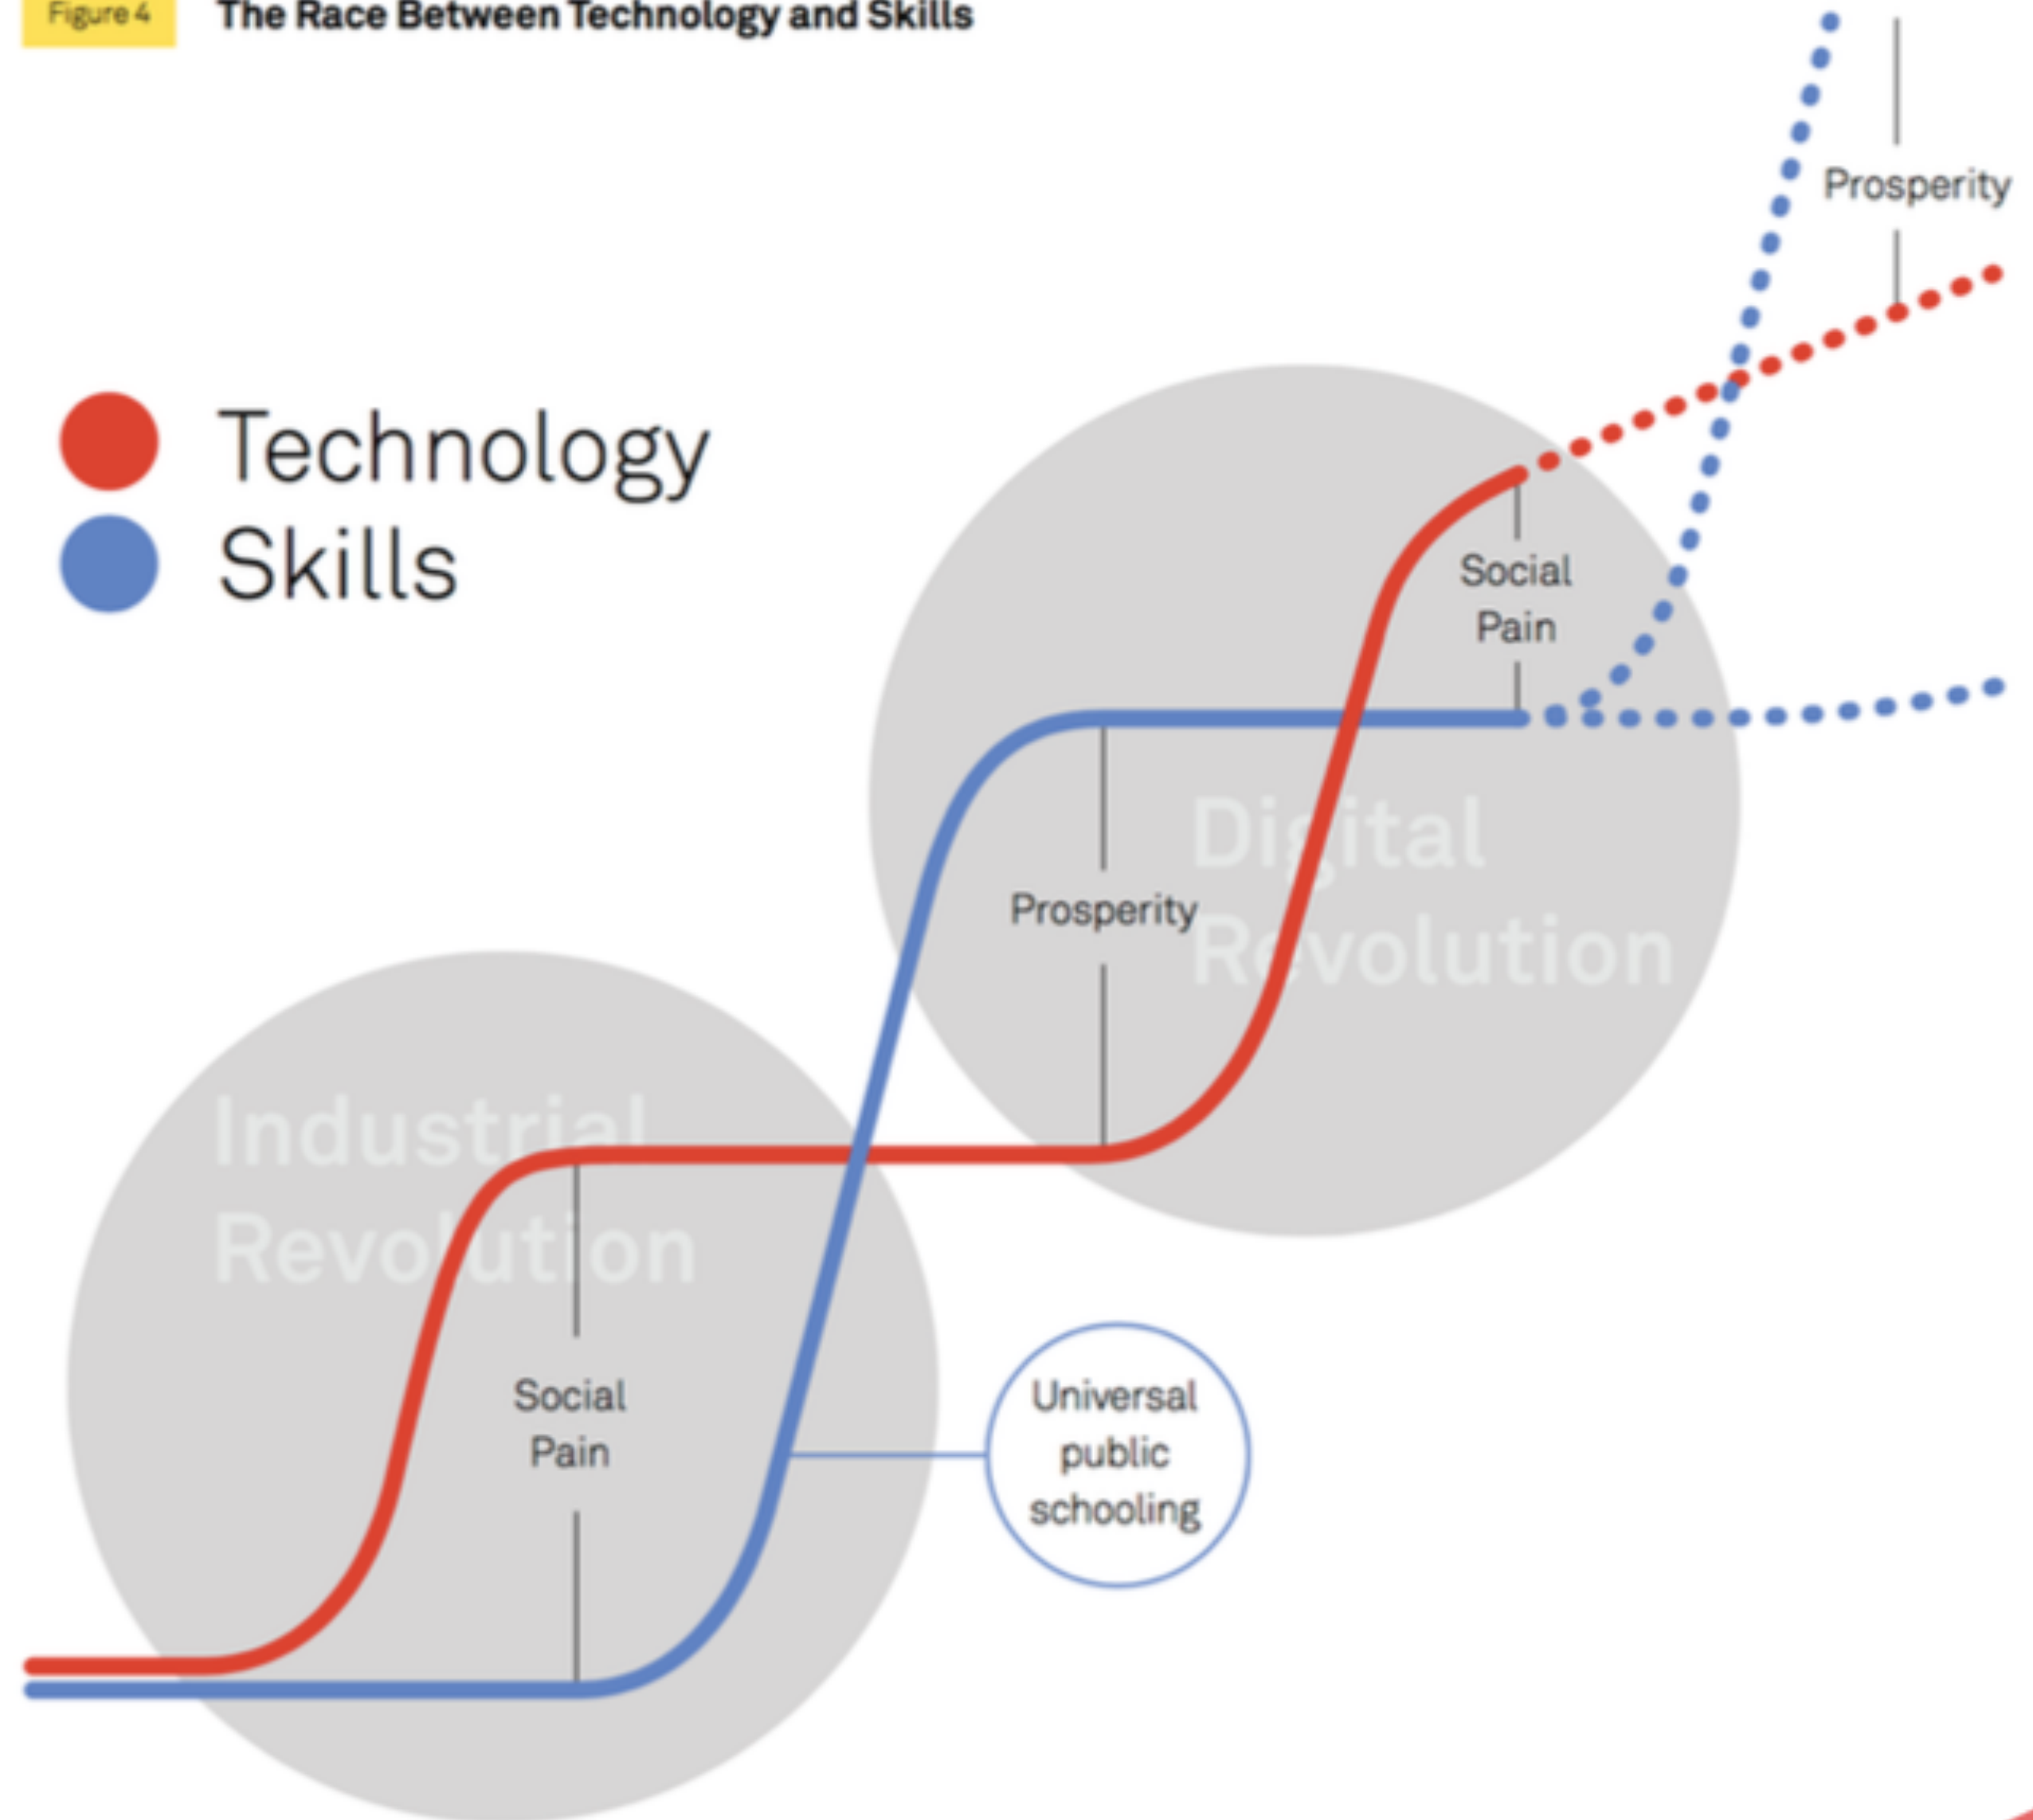 Figure 4
The Race Between Technology and Skills
Prosperity
Technology
Skills
Social
Pain
Digital
Revolution
Prosperity
Industrial
Revolution
Social
Pain
Universal
public
schooling